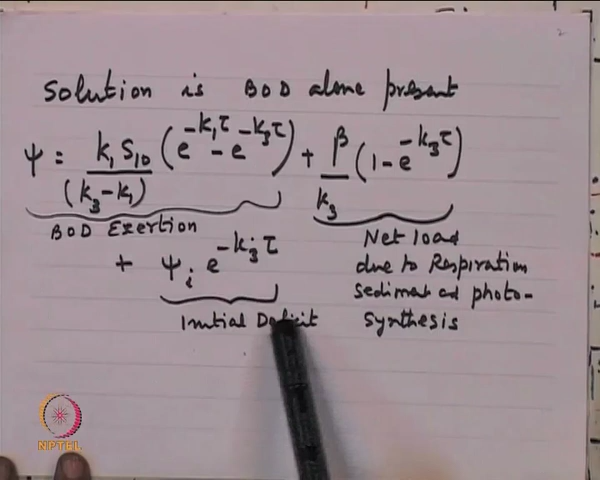 Solution is BOD alone present
Ψ = k₁ S₁₀ / (k₃ - k₁) (e^{-k₁τ} - e^{-k₃τ}) + β / k₃ (1 - e^{-k₃τ})
BOD Exertion
+ Ψᵢ e^{-k₃τ}
Initial Deficit
Net load
due to Respiration
sediment and photo-
synthesis
NPTEL
2